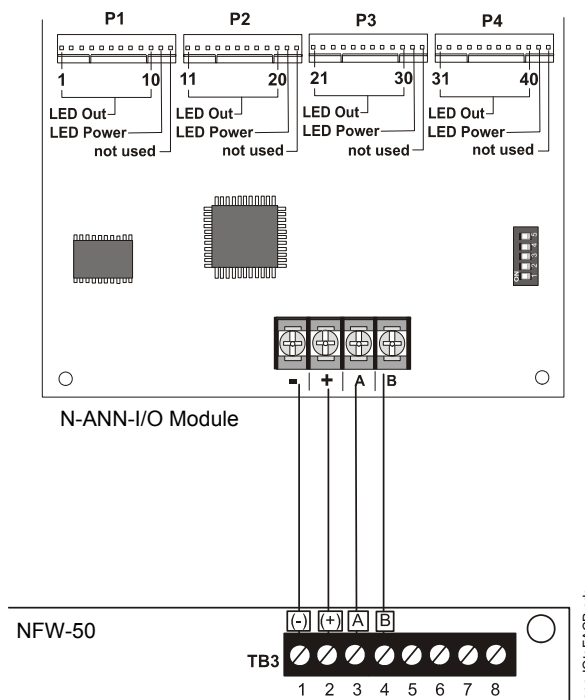 P1 P2 P3 P4
1 10 11 20 21 30 31 40
LED Out LED Out LED Out LED Out
LED Power LED Power LED Power LED Power
not used not used not used not used
ON
1 2 3 4 5
- + A B
N-ANN-I/O Module
(-) (+) A B
NFW-50
TB3
1 2 3 4 5 6 7 8